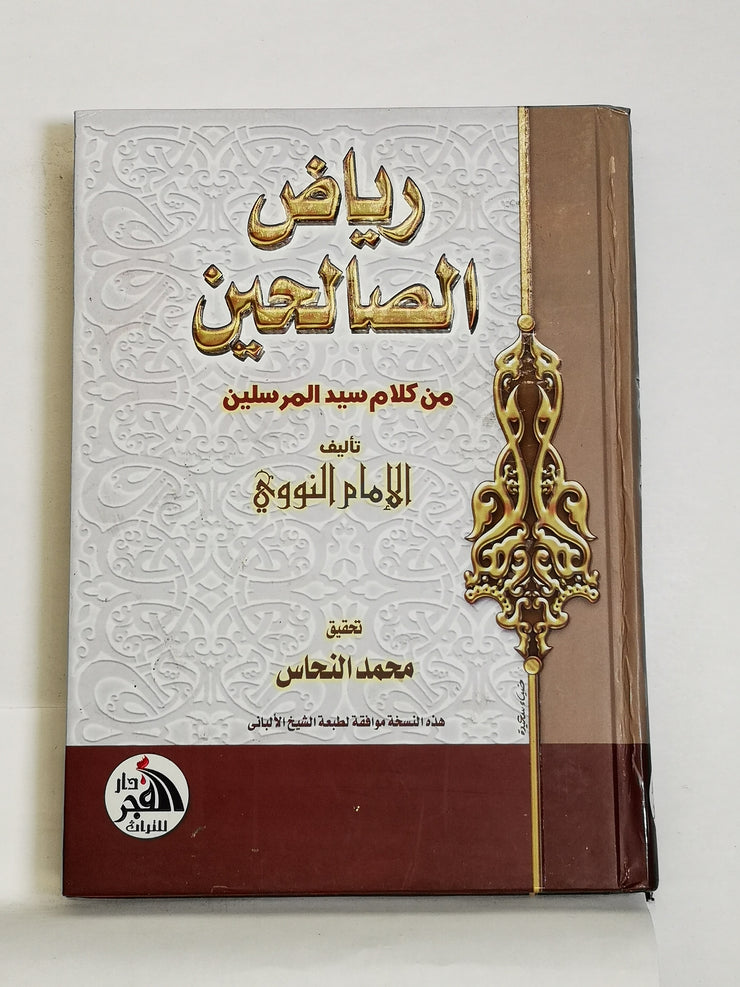 رياض
الصالحين
من كلام سيد المرسلين
تأليف
الإمام النووي
تحقيق
محمد النحاس
هذه النسخة موافقة لطبعة الشيخ الألبانى
دار
الفجر
للتراث